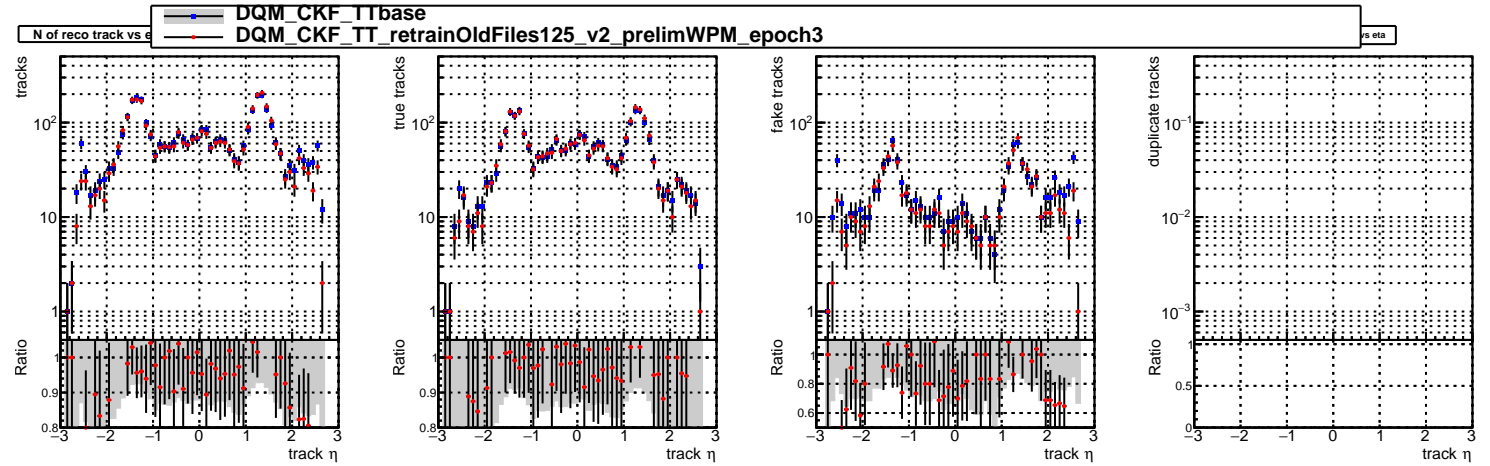 DQM_CKF_TTbase
DQM_CKF_TT_retrainOldFiles125_v2_prelimWPM_epoch3
N of reco track vs e
vs eta
tracks
10²
10
1
Ratio
1
0.9
0.8
−3 −2 −1 0 1 2 3
track η
true tracks
10²
10
1
Ratio
1
0.9
0.8
−3 −2 −1 0 1 2 3
track η
fake tracks
10²
10
1
Ratio
1
0.8
0.6
−3 −2 −1 0 1 2 3
track η
duplicate tracks
10⁻¹
10⁻²
10⁻³
Ratio
1
0.5
0
−3 −2 −1 0 1 2 3
track η